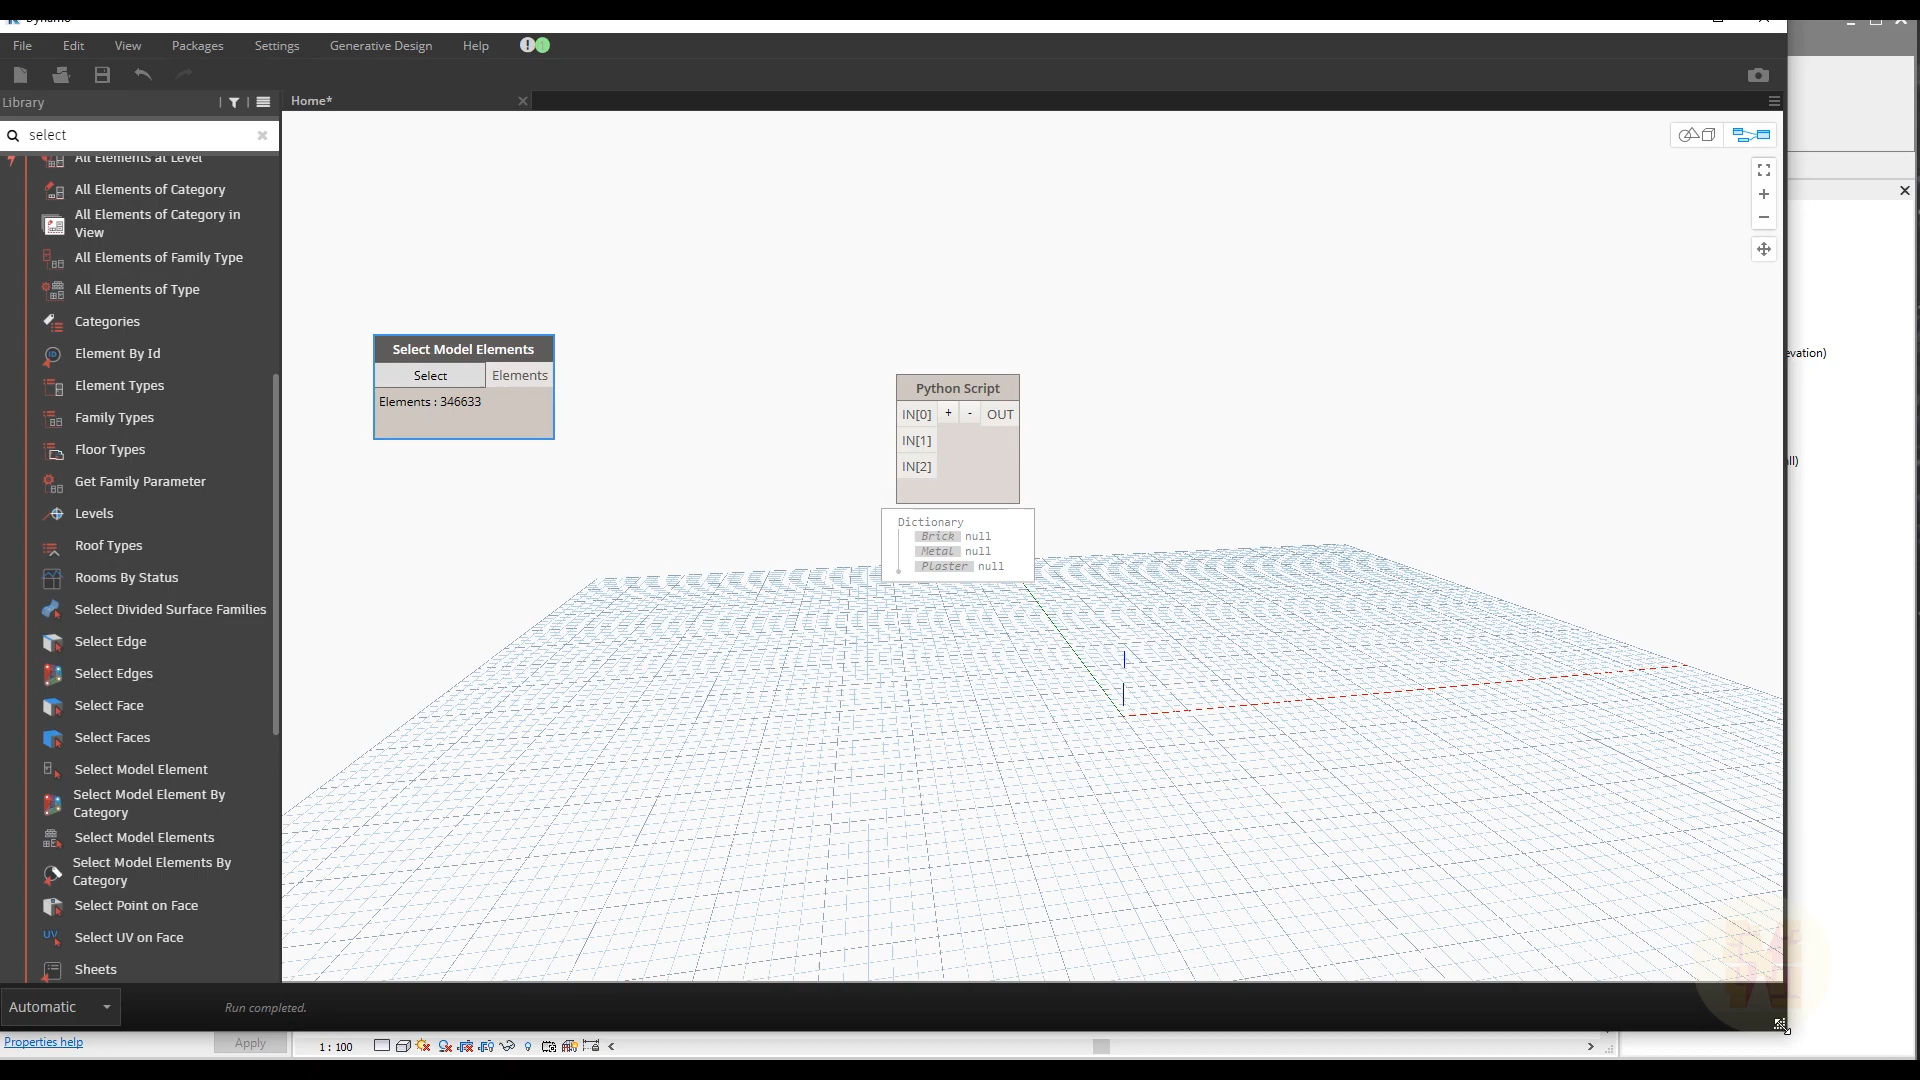 Dynamo
File Edit View Packages Settings Generative Design Help
Library
Home*
select
All Elements at Level
All Elements of Category
All Elements of Category in
View
All Elements of Family Type
All Elements of Type
Categories
Element By Id
Element Types
Family Types
Floor Types
Get Family Parameter
Levels
Roof Types
Rooms By Status
Select Divided Surface Families
Select Edge
Select Edges
Select Face
Select Faces
Select Model Element
Select Model Element By
Category
Select Model Elements
Select Model Elements By
Category
Select Point on Face
Select UV on Face
Sheets
Select Model Elements
Select Elements
Elements : 346633
Python Script
IN[0] + - OUT
IN[1]
IN[2]
Dictionary
Brick null
Metal null
Plaster null
evation)
ll)
Automatic
Run completed.
Properties help
Apply
1 : 100